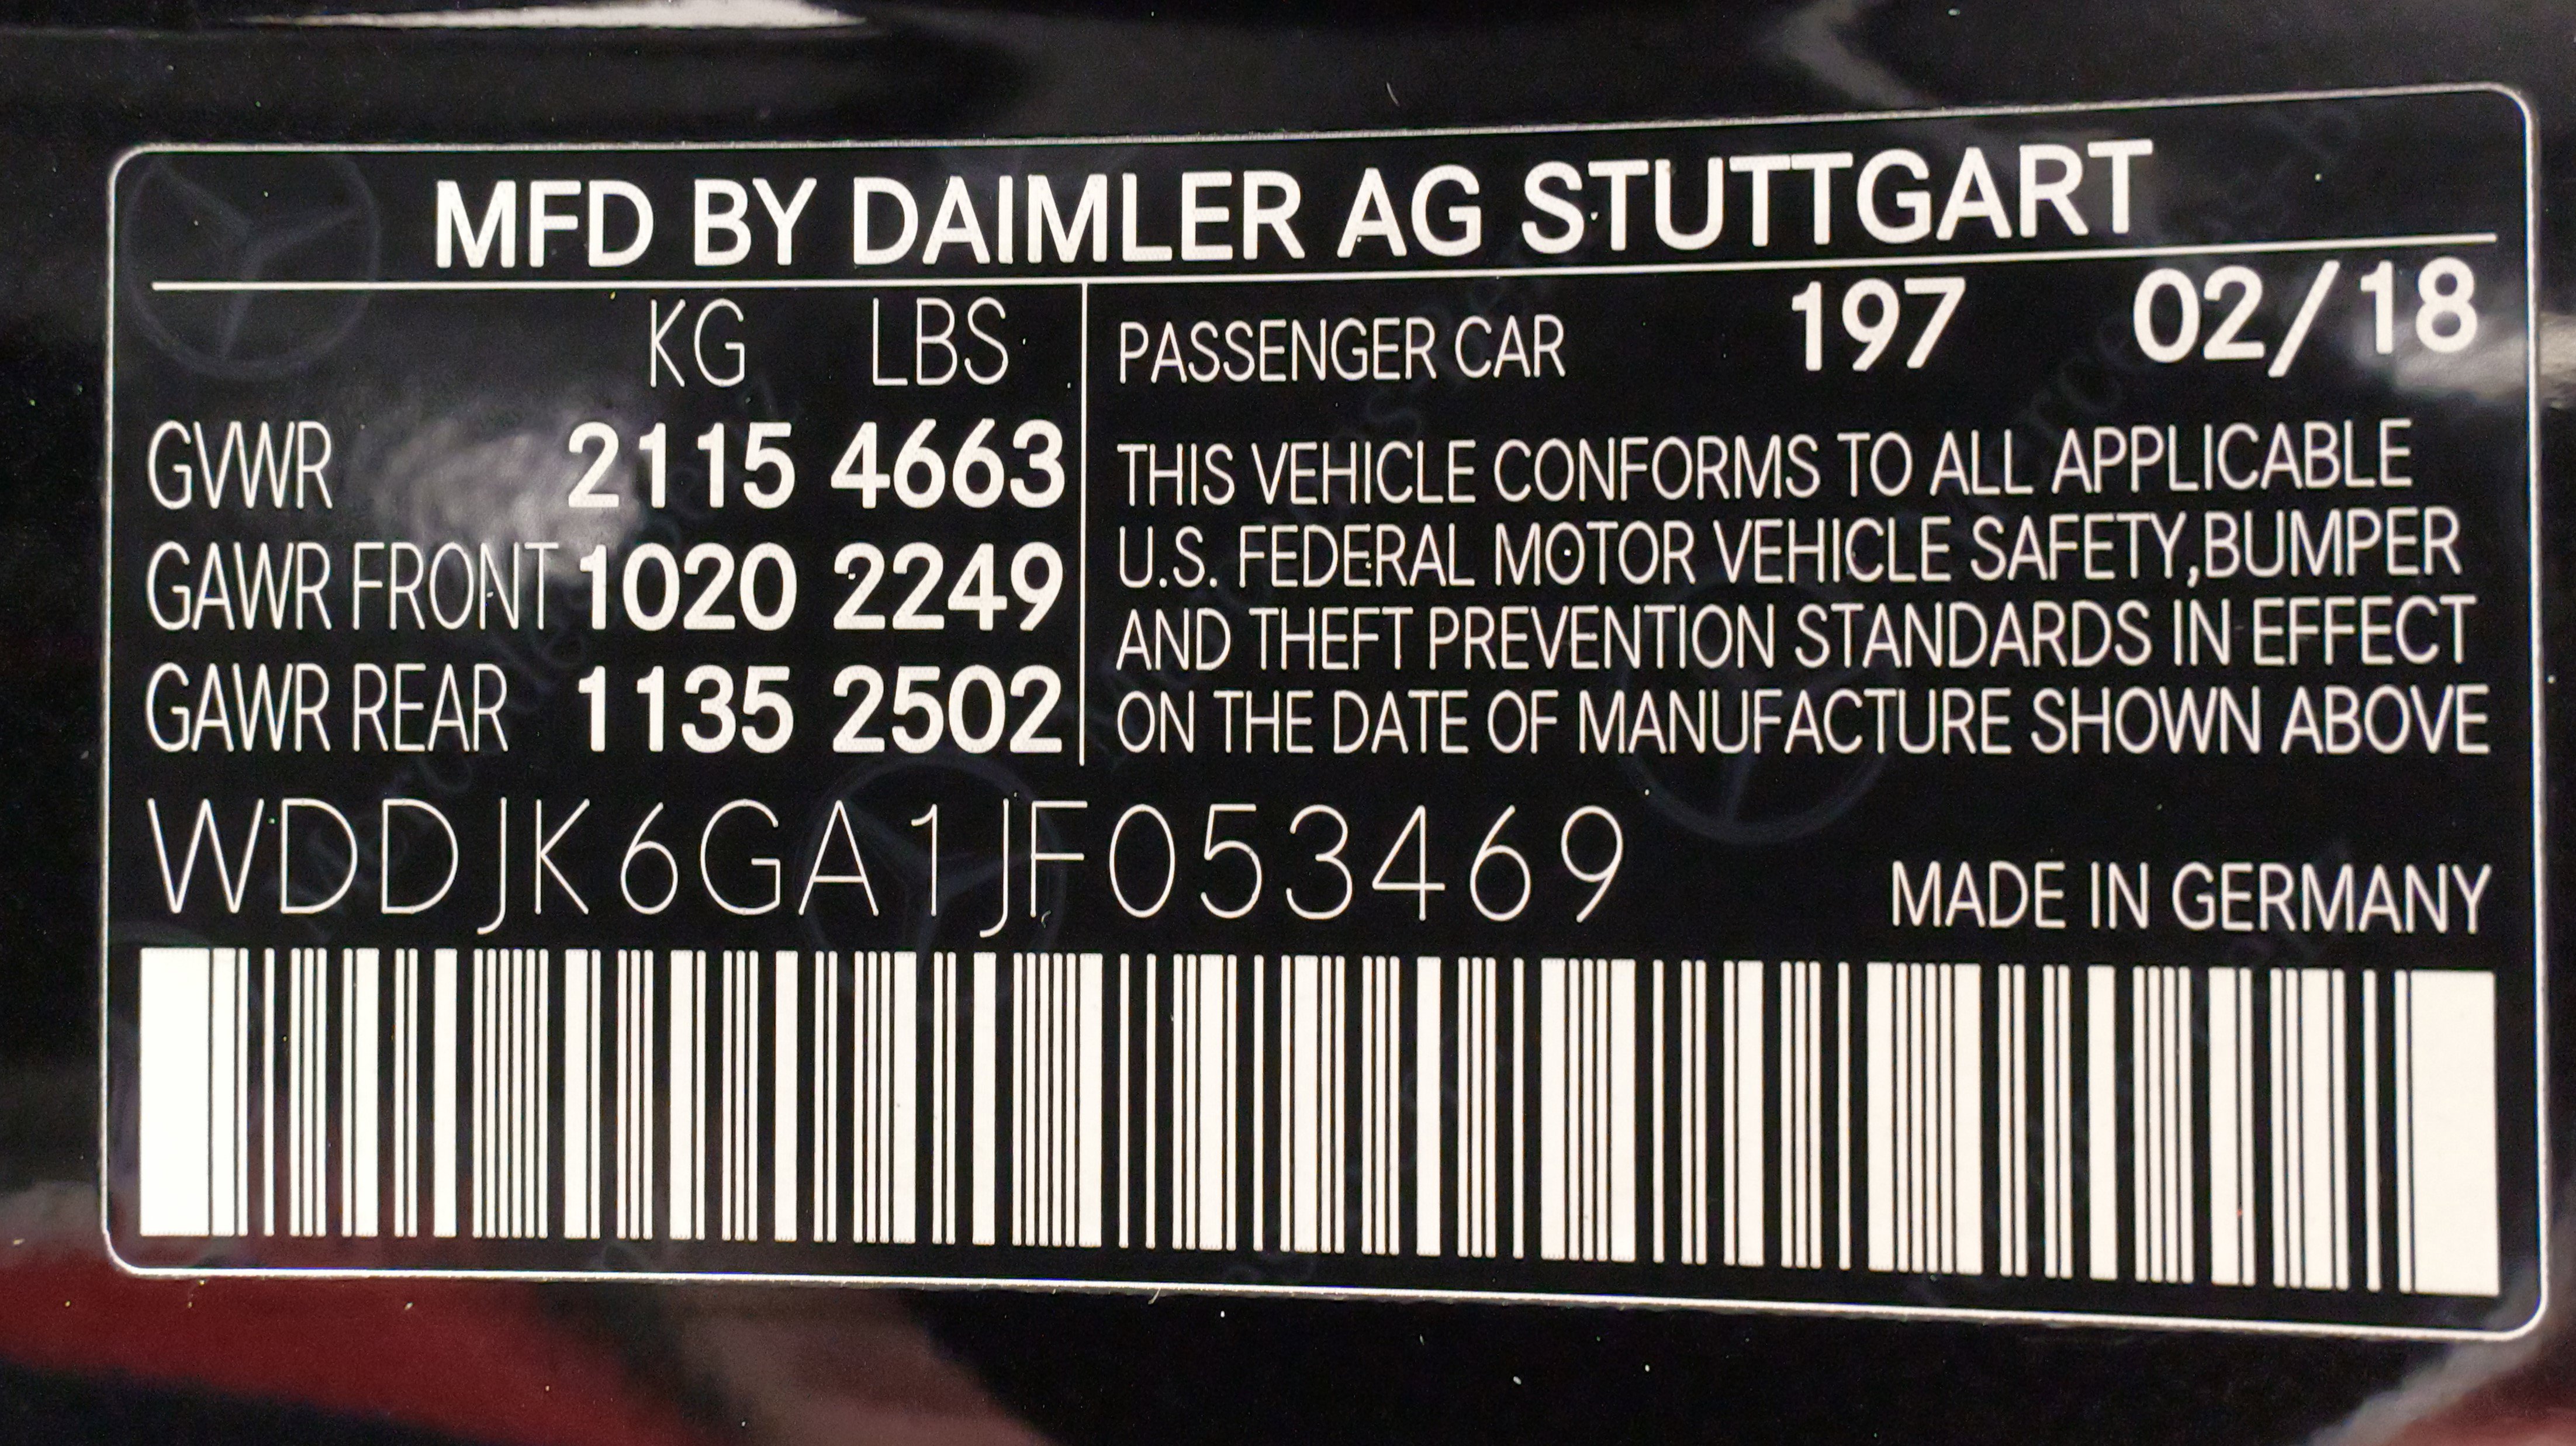 MFD BY DAIMLER AG STUTTGART
KG LBS
GVWR 2115 4663
GAWR FRONT 1020 2249
GAWR REAR 1135 2502
PASSENGER CAR 197 02/18
THIS VEHICLE CONFORMS TO ALL APPLICABLE
U.S. FEDERAL MOTOR VEHICLE SAFETY,BUMPER
AND THEFT PREVENTION STANDARDS IN EFFECT
ON THE DATE OF MANUFACTURE SHOWN ABOVE
WDDJK6GA1JF053469
MADE IN GERMANY